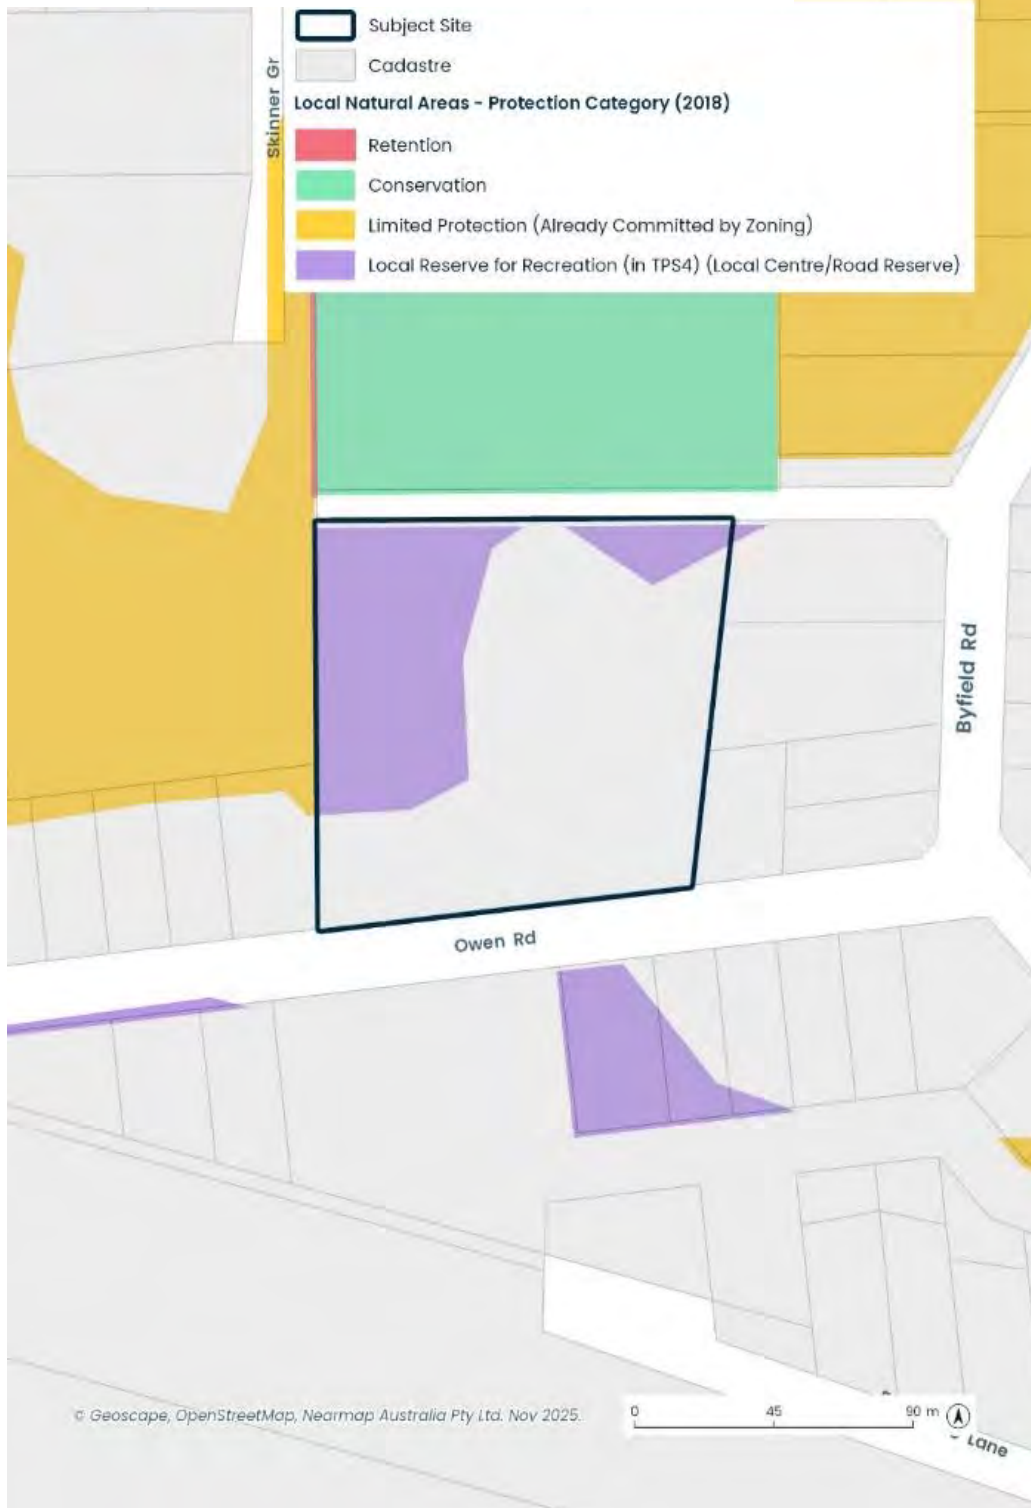 Subject Site
Cadastre
Local Natural Areas - Protection Category (2018)
Retention
Conservation
Limited Protection (Already Committed by Zoning)
Local Reserve for Recreation (in TPS4) (Local Centre/Road Reserve)
Skinner Gr
Byfield Rd
Owen Rd
© Geoscape, OpenStreetMap, Nearmap Australia Pty Ltd. Nov 2025.
0 45 90 m
Lane